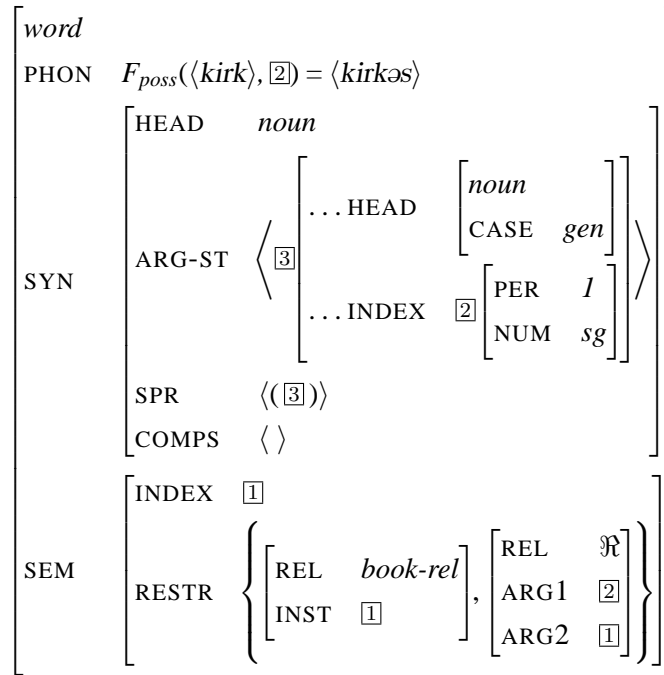 word
PHON F_poss(⟨kirk⟩, [2]) = ⟨kirkəs⟩
HEAD noun
…HEAD [noun
CASE gen]
ARG-ST ⟨[3]
SYN
…INDEX [2] [PER 1
NUM sg]⟩
SPR ⟨([3])⟩
COMPS ⟨ ⟩
INDEX [1]
SEM
RESTR {[REL book-rel
INST [1]], [REL ℜ
ARG1 [2]
ARG2 [1]]}